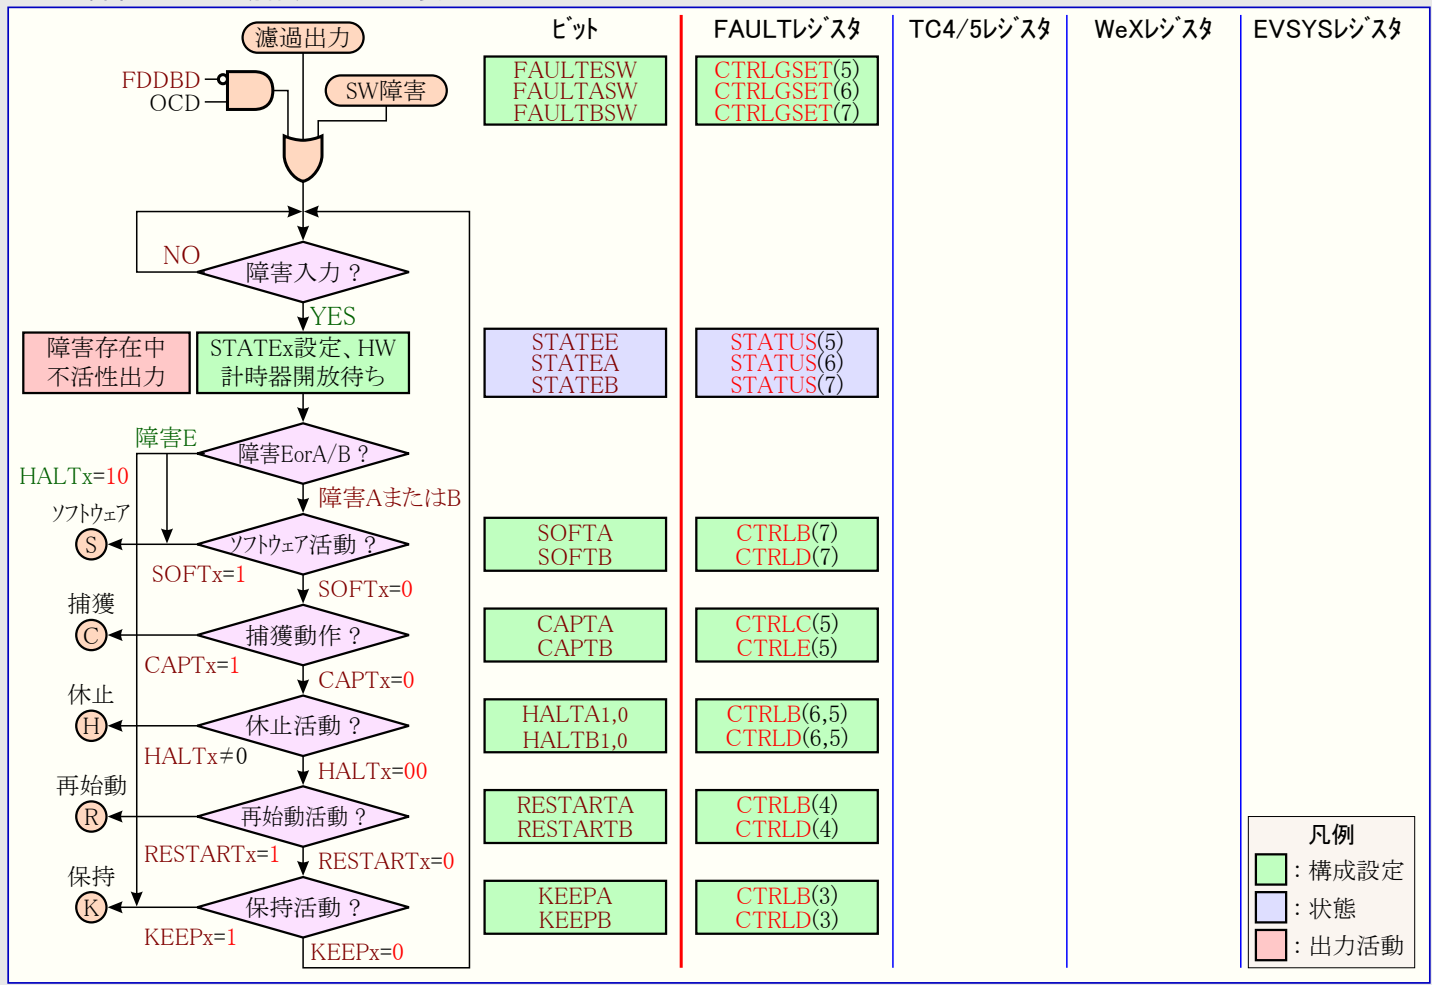 濾過出力
FDDBD
OCD
SW障害
NO
障害入力？
YES
障害存在中
不活性出力
STATEx設定、HW
計時器開放待ち
障害E
障害EorA/B？
HALTx=10
障害AまたはB
ソフトウェア
S
ソフトウェア活動？
SOFTx=1
SOFTx=0
捕獲
C
捕獲動作？
CAPTx=1
CAPTx=0
休止
H
休止活動？
HALTx≠0
HALTx=00
再始動
R
再始動活動？
RESTARTx=1
RESTARTx=0
保持
K
保持活動？
KEEPx=1
KEEPx=0
ビット
FAULTESW
FAULTASW
FAULTBSW
STATEE
STATEA
STATEB
SOFTA
SOFTB
CAPTA
CAPTB
HALTA1,0
HALTB1,0
RESTARTA
RESTARTB
KEEPA
KEEPB
FAULTレジスタ
CTRLGSET(5)
CTRLGSET(6)
CTRLGSET(7)
STATUS(5)
STATUS(6)
STATUS(7)
CTRLB(7)
CTRLD(7)
CTRLC(5)
CTRLE(5)
CTRLB(6,5)
CTRLD(6,5)
CTRLB(4)
CTRLD(4)
CTRLB(3)
CTRLD(3)
TC4/5レジスタ
WeXレジスタ
EVSYSレジスタ
凡例
：構成設定
：状態
：出力活動